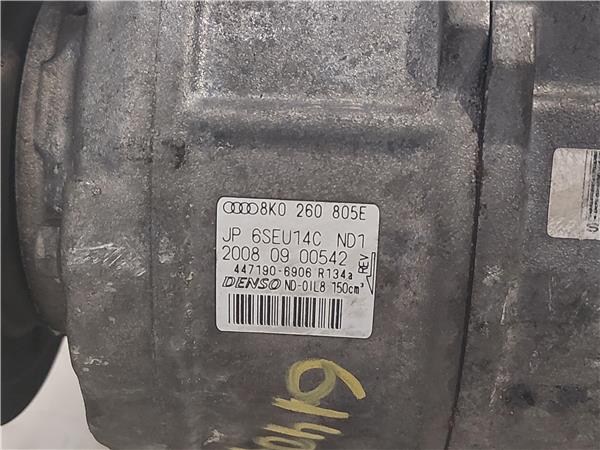 8K0 260 805E
JP 6SEU14C ND1
2008 09 00542
447190-6906 R134a
REV
DENSO ND-OIL8 150cm³
S